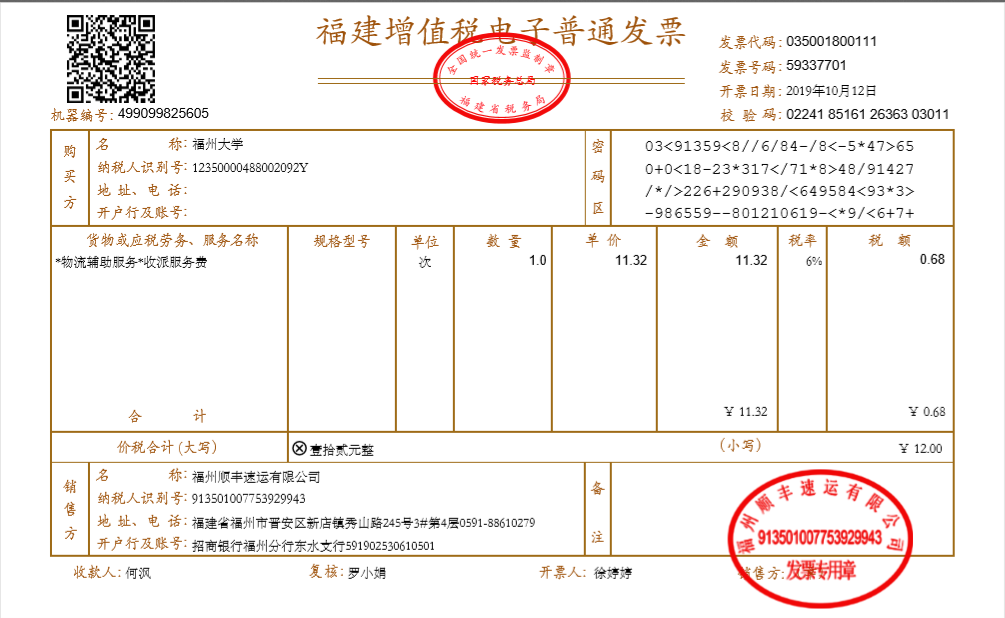 福建增值税电子普通发票
全国统一发票监制章
国家税务总局
福建省税务局
发票代码: 035001800111
发票号码: 59337701
开票日期: 2019年10月12日
校 验 码: 02241 85161 26363 03011
机器编号: 499099825605
购买方
名 称: 福州大学
纳税人识别号: 12350000488002092Y
地 址、电 话:
开户行及账号:
密码区
03<91359<8//6/84-/8<-5*47>65
0+0<18-23*317</71*8>48/91427
/*/>226+290938/<649584<93*3>
-986559--801210619-<*9/<6+7+
货物或应税劳务、服务名称 规格型号 单位 数 量 单 价 金 额 税率 税 额
*物流辅助服务*收派服务费 次 1.0 11.32 11.32 6% 0.68
合 计 ¥ 11.32 ¥ 0.68
价税合计(大写) ⊗壹拾贰元整 (小写) ¥ 12.00
销售方
名 称: 福州顺丰速运有限公司
纳税人识别号: 913501007753929943
地 址、电 话: 福建省福州市晋安区新店镇秀山路245号3#第4层0591-88610279
开户行及账号: 招商银行福州分行东水支行591902530610501
备注
福州顺丰速运有限公司
913501007753929943
发票专用章
收款人: 何沨 复核: 罗小娟 开票人: 徐婷婷 销售方: